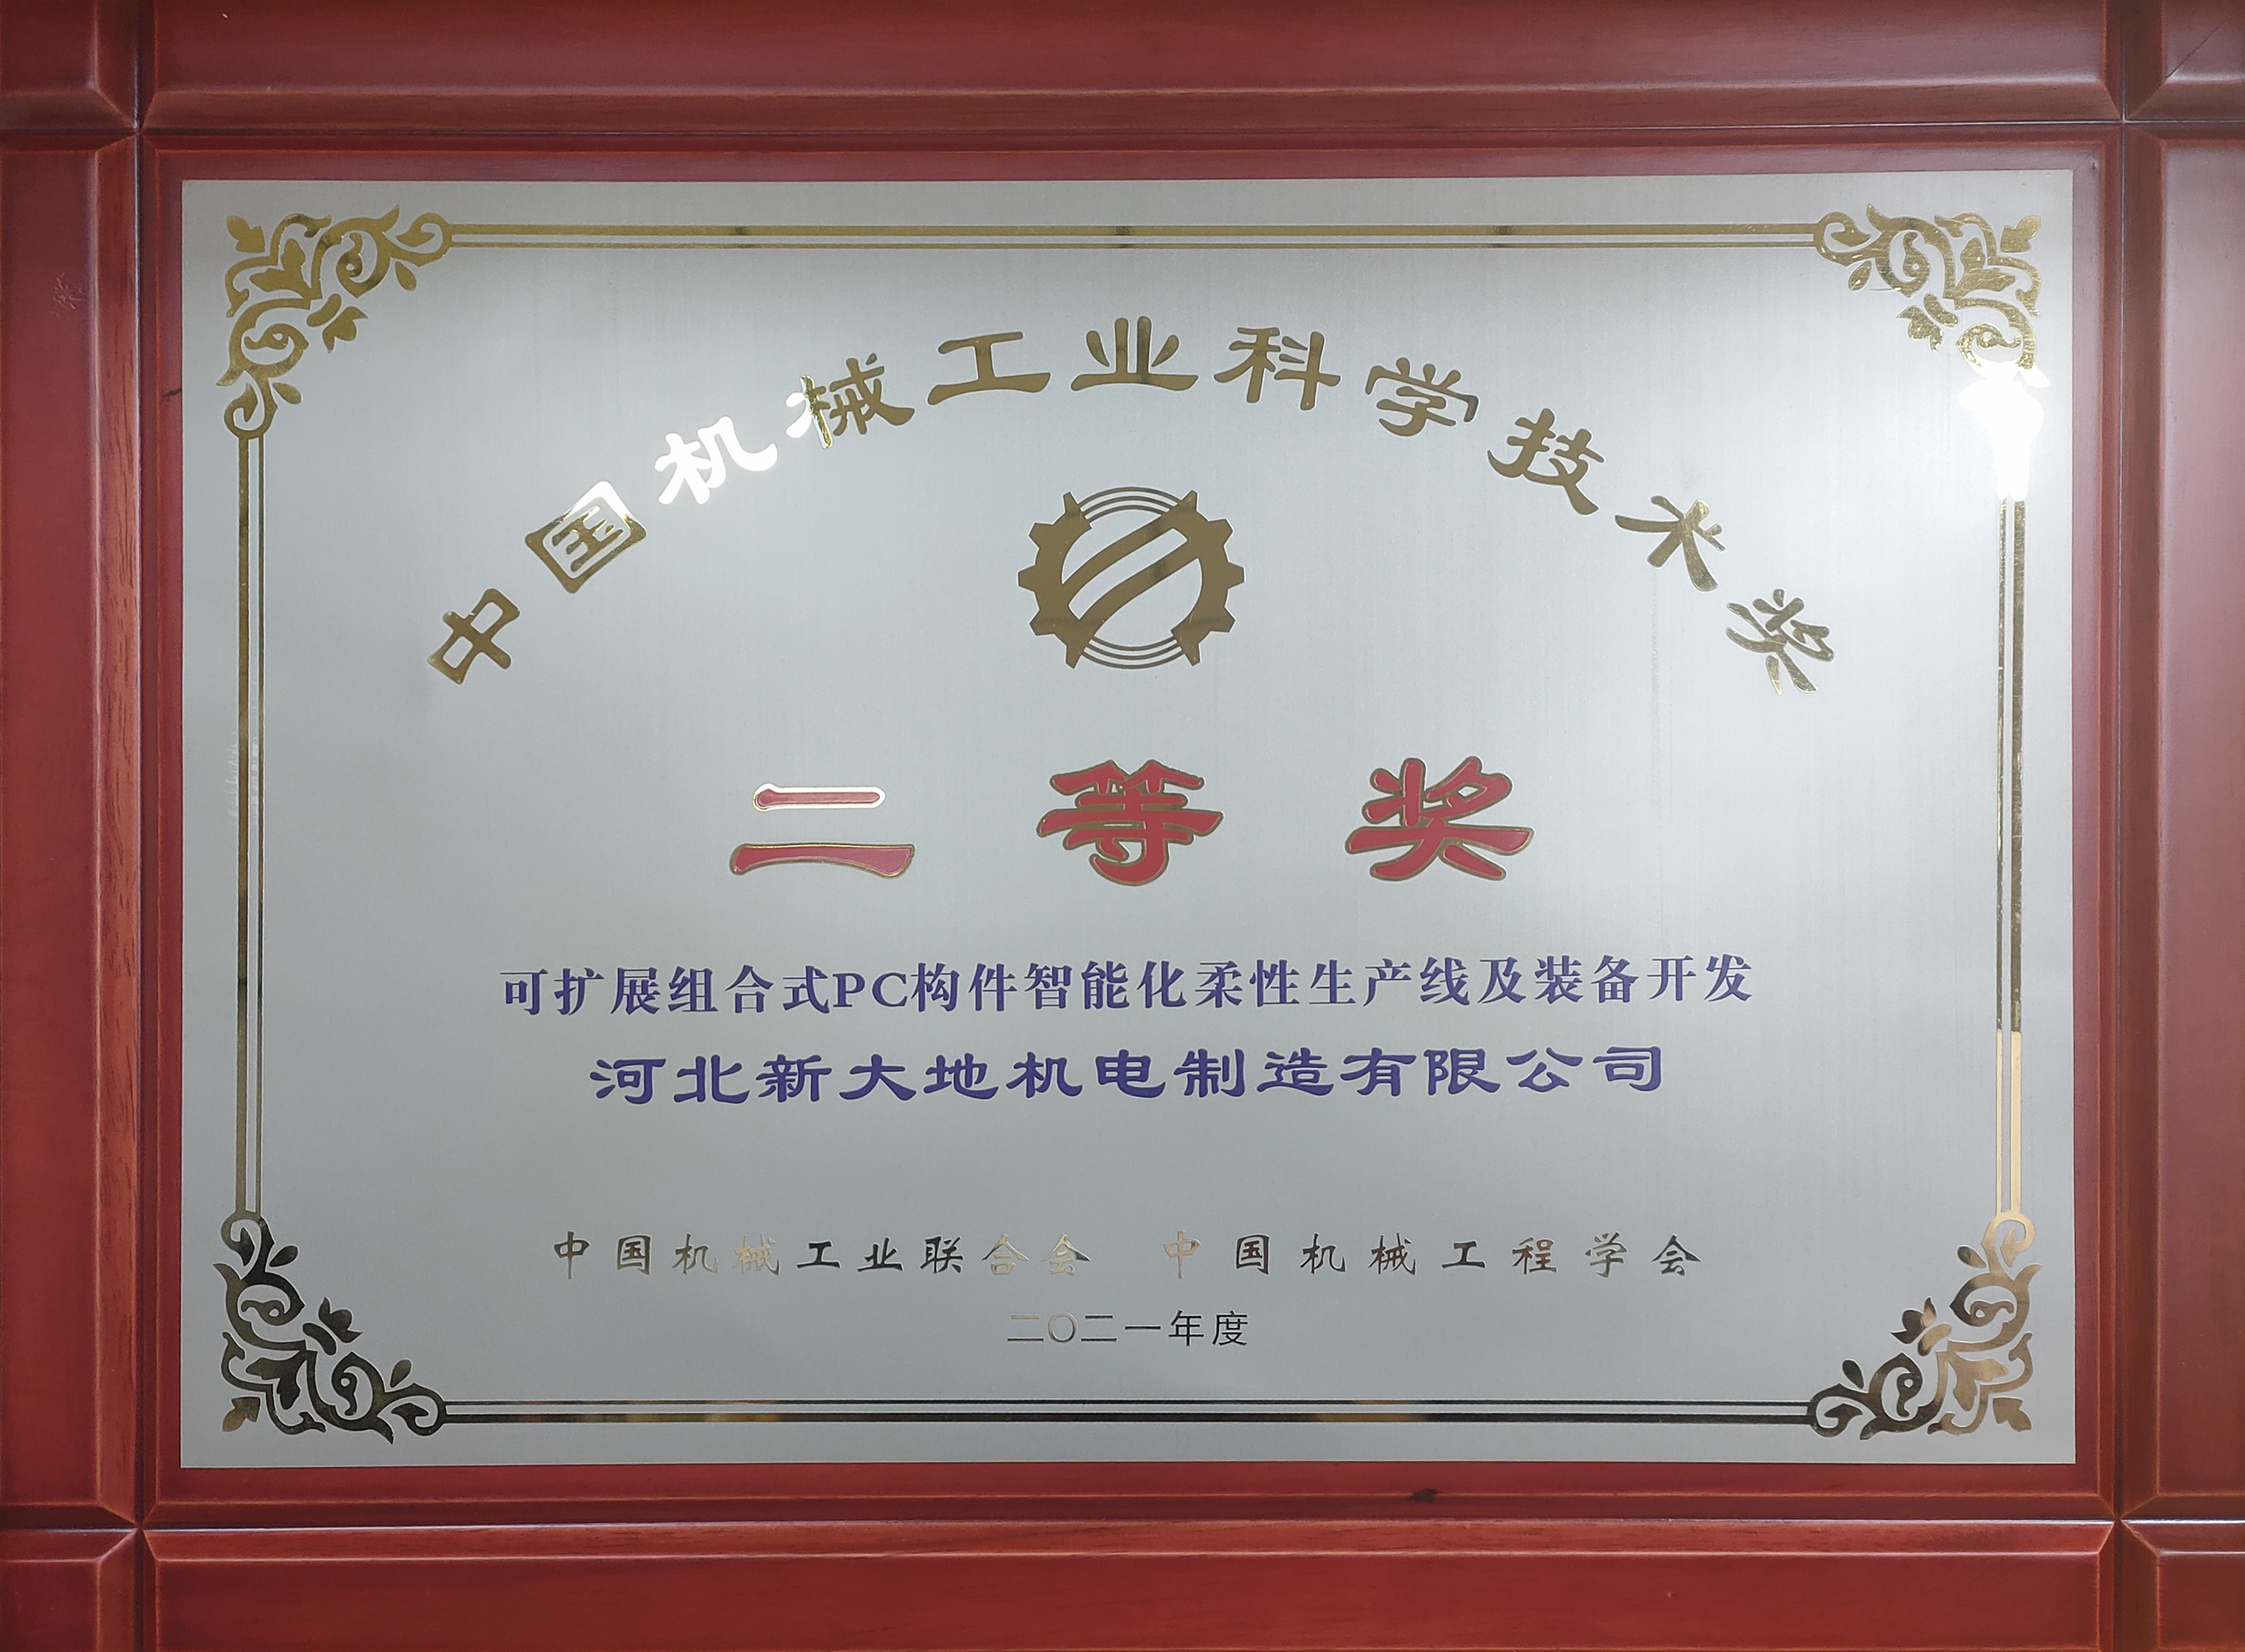 中国机械工业科学技术奖
二等奖
可扩展组合式PC构件智能化柔性生产线及装备开发
河北新大地机电制造有限公司
中国机械工业联合会 中国机械工程学会
二〇二一年度